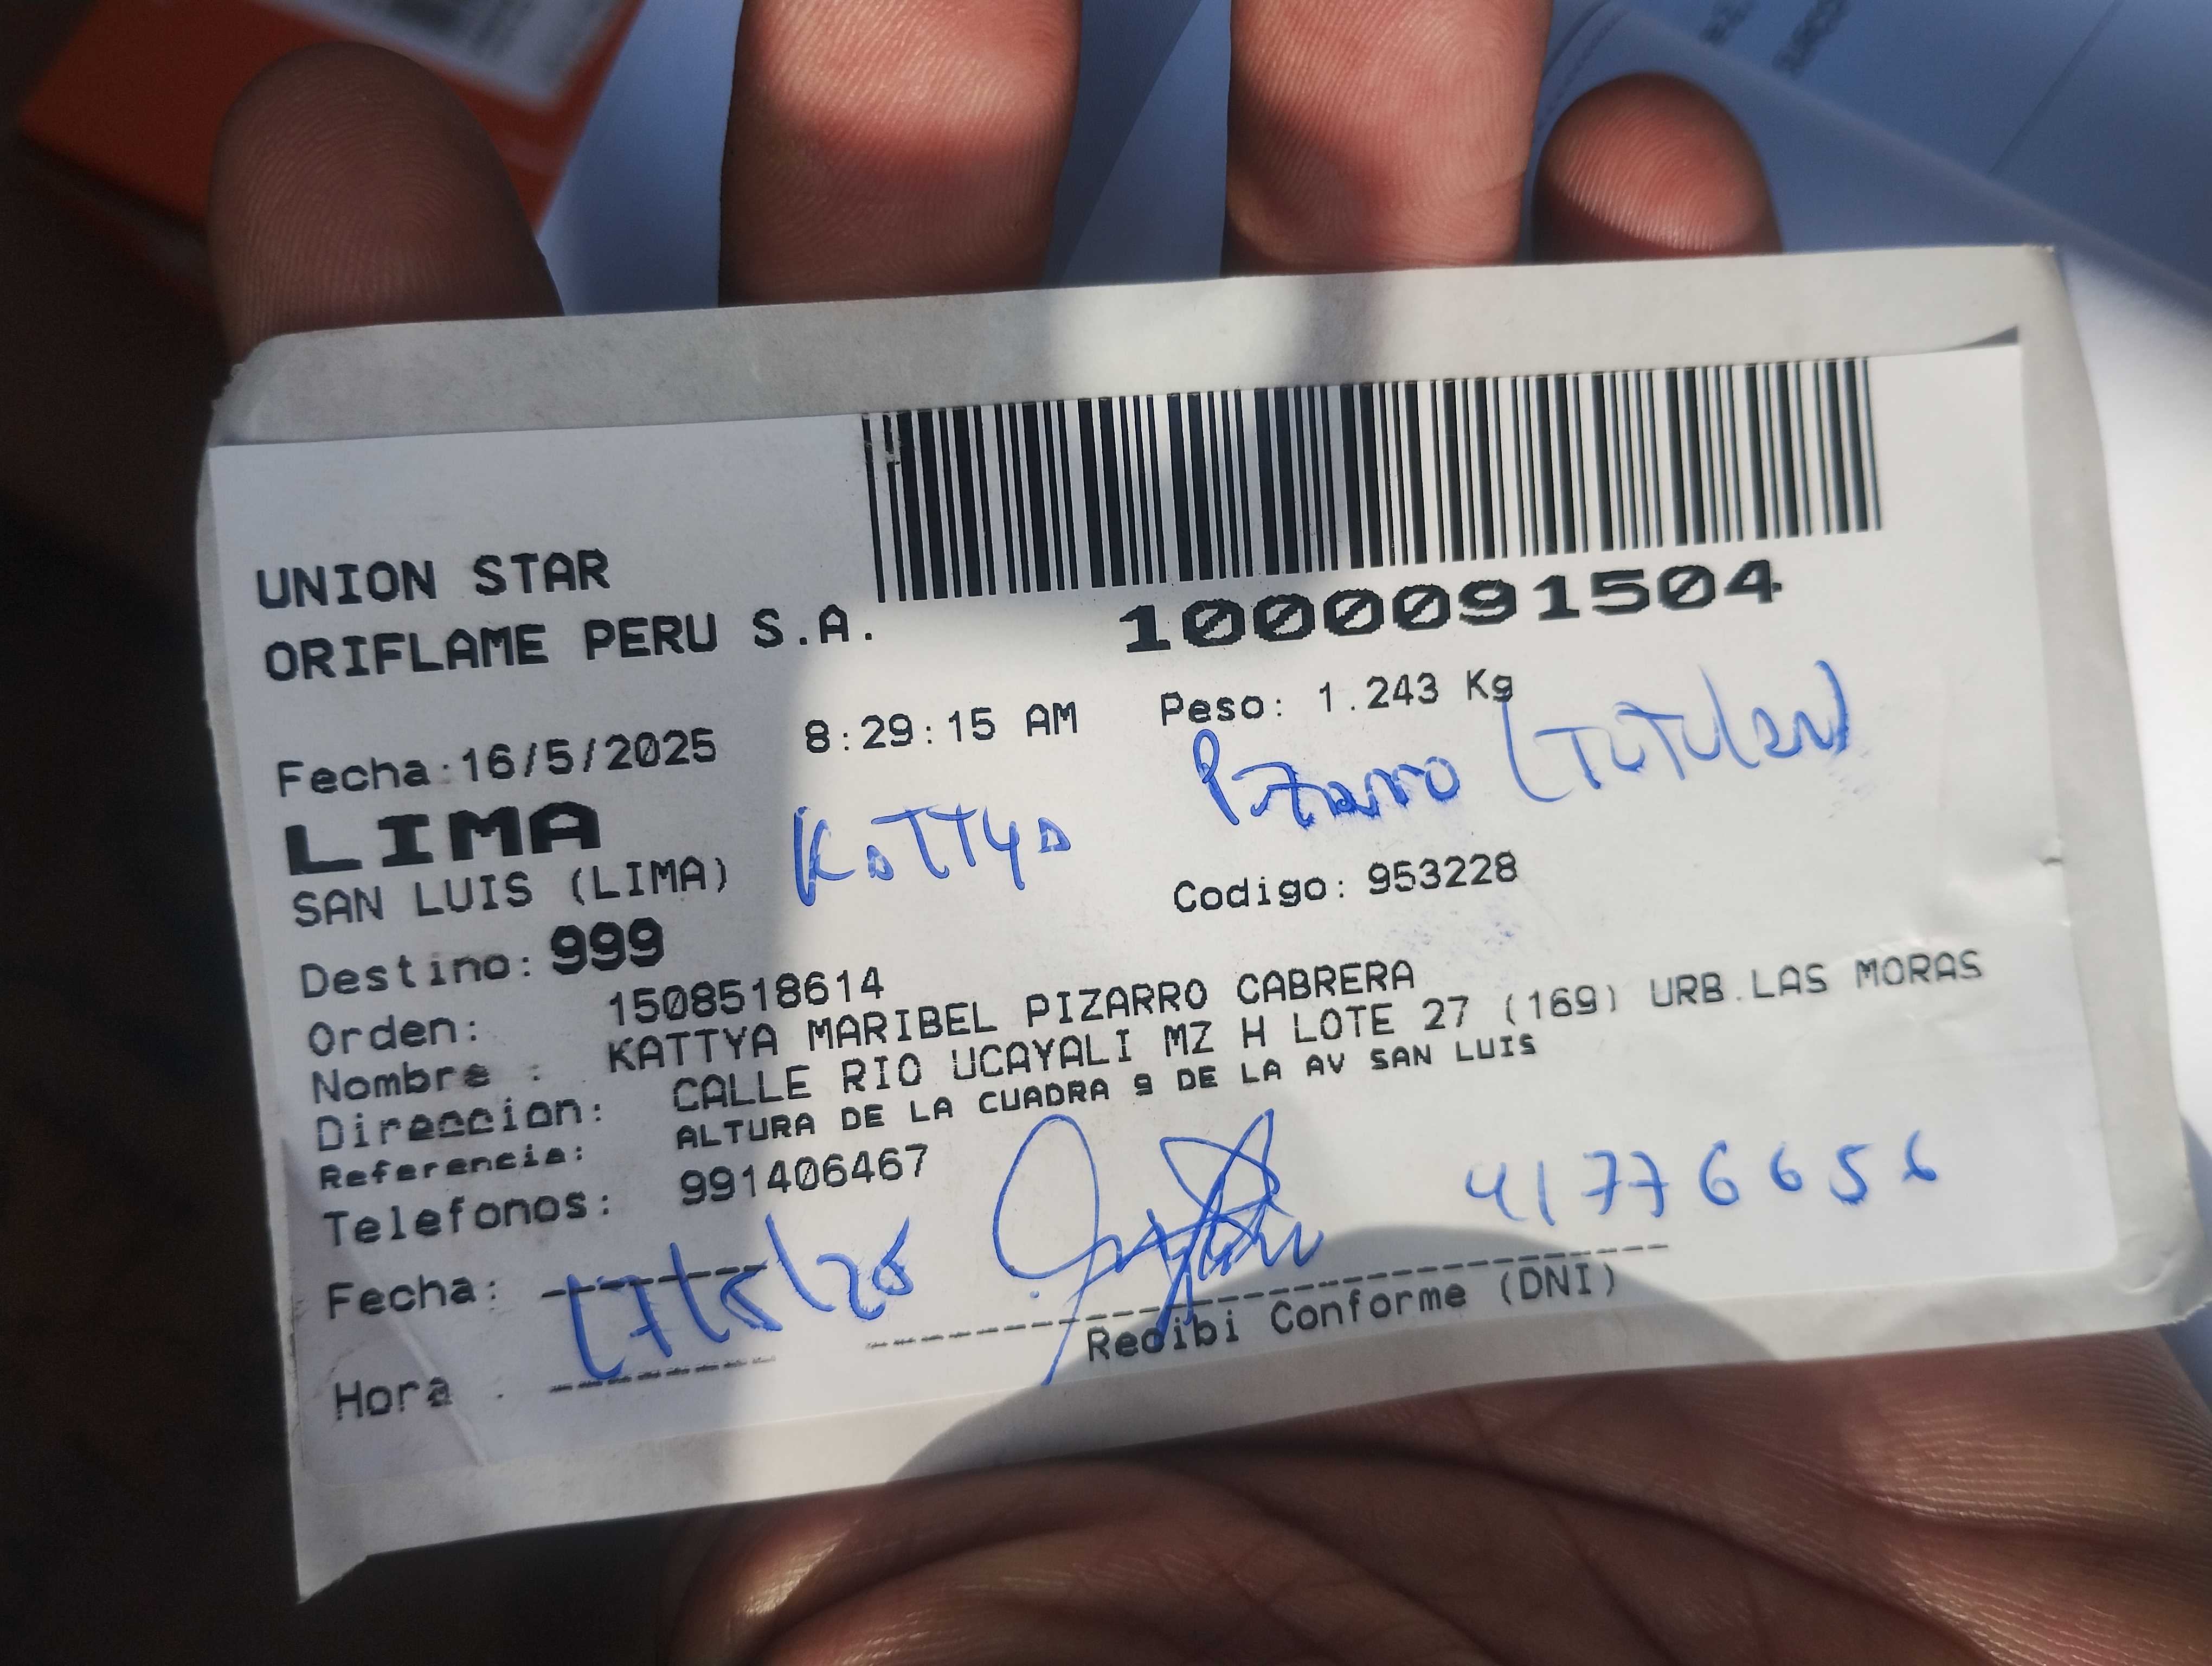 UNION STAR
ORIFLAME PERU S.A.
1000091504
Fecha:16/5/2025 8:29:15 AM Peso: 1.243 Kg
LIMA
Kattya Pizarro (Titular)
SAN LUIS (LIMA)
Codigo: 953228
Destino: 999
Orden: 1508518614
Nombre : KATTYA MARIBEL PIZARRO CABRERA
Direccion: CALLE RIO UCAYALI MZ H LOTE 27 (169) URB.LAS MORAS
Referencia: ALTURA DE LA CUADRA 9 DE LA AV SAN LUIS
Telefonos: 991406467
41776656
Fecha: 17/5/25
Recibi Conforme (DNI)
Hora :